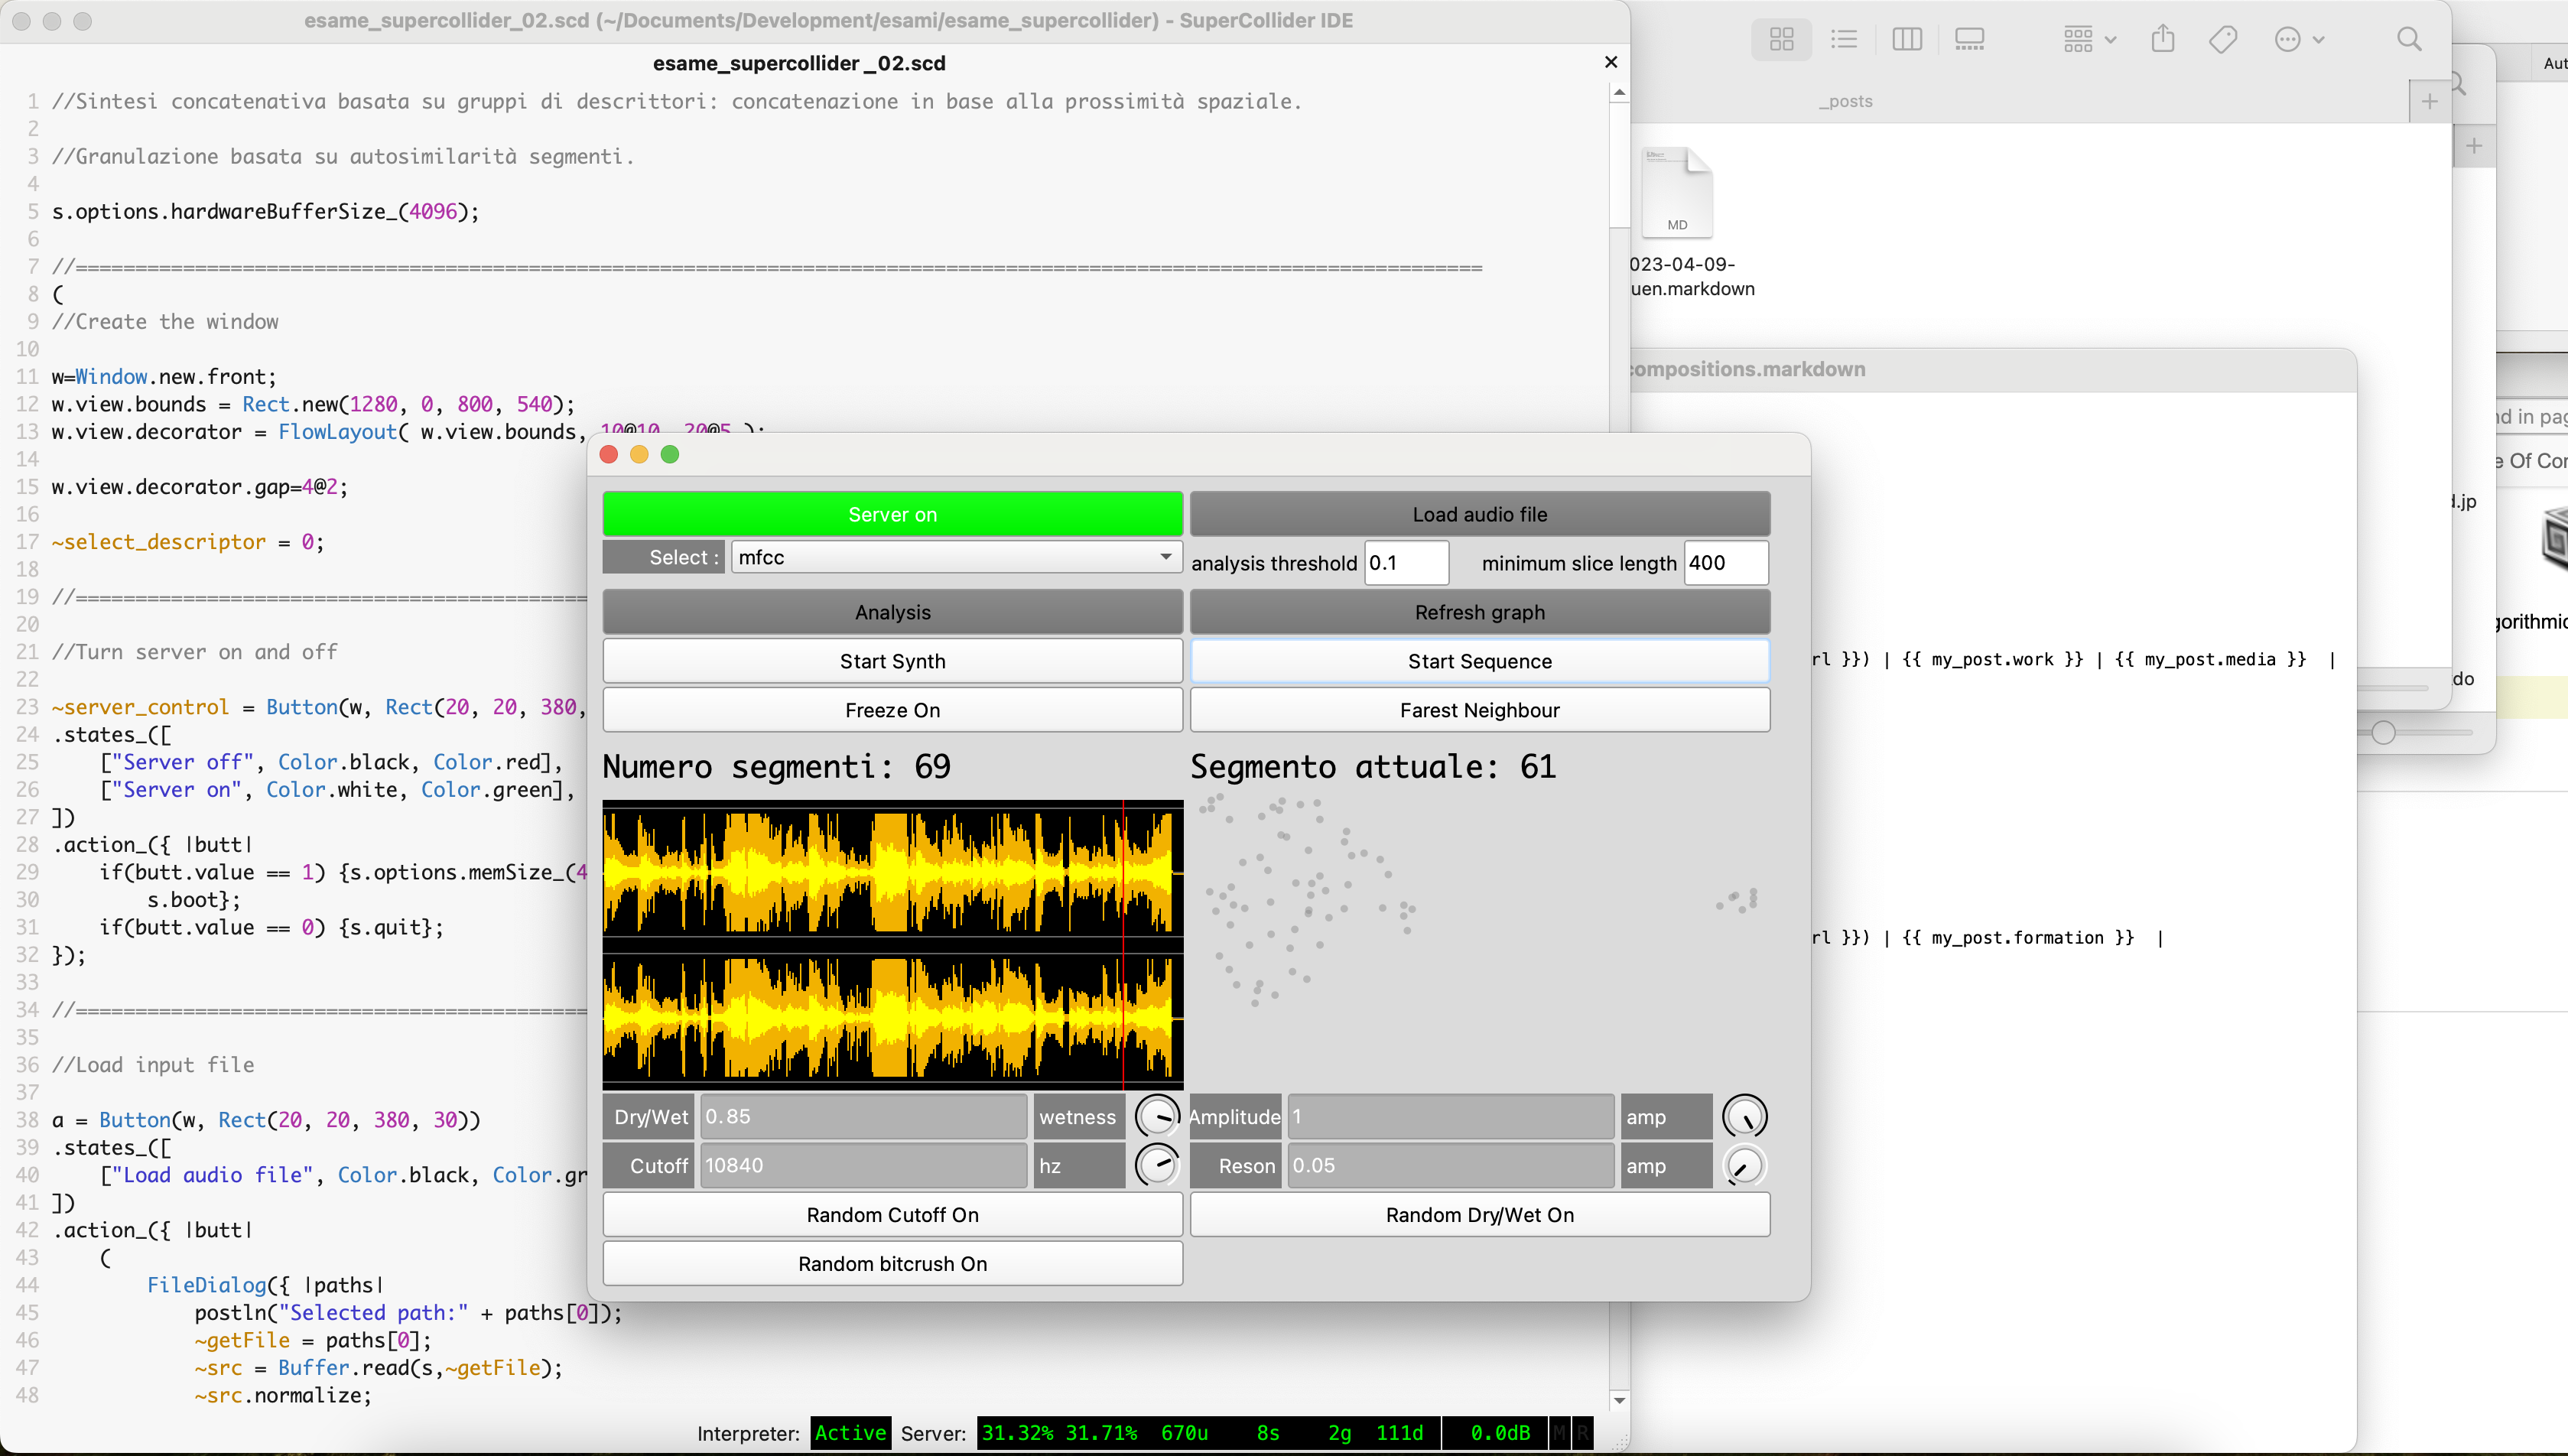 esame_supercollider_02.scd (~/Documents/Development/esami/esame_supercollider) - SuperCollider IDE
esame_supercollider_02.scd
1 //Sintesi concatenativa basata su gruppi di descrittori: concatenazione in base alla prossimità spaziale.
2
3 //Granulazione basata su autosimilarità segmenti.
4
5 s.options.hardwareBufferSize_(4096);
6
7 //=====================================================================================================================
8 (
9 //Create the window
10
11 w=Window.new.front;
12 w.view.bounds = Rect.new(1280, 0, 800, 540);
13 w.view.decorator = FlowLayout( w.view.bounds, 10@10, 20@5 );
14
15 w.view.decorator.gap=4@2;
16
17 ~select_descriptor = 0;
18
19 //===========================================
20
21 //Turn server on and off
22
23 ~server_control = Button(w, Rect(20, 20, 380,
24 .states_([
25 ["Server off", Color.black, Color.red],
26 ["Server on", Color.white, Color.green],
27 ])
28 .action_({ |butt|
29 if(butt.value == 1) {s.options.memSize_(4
30 s.boot};
31 if(butt.value == 0) {s.quit};
32 });
33
34 //===========================================
35
36 //Load input file
37
38 a = Button(w, Rect(20, 20, 380, 30))
39 .states_([
40 ["Load audio file", Color.black, Color.gr
41 ])
42 .action_({ |butt|
43 (
44 FileDialog({ |paths|
45 postln("Selected path:" + paths[0]);
46 ~getFile = paths[0];
47 ~src = Buffer.read(s,~getFile);
48 ~src.normalize;
Interpreter: Active Server: 31.32% 31.71% 670u 8s 2g 111d 0.0dB M R
Server on
Load audio file
Select : mfcc
analysis threshold 0.1 minimum slice length 400
Analysis
Refresh graph
Start Synth
Start Sequence
Freeze On
Farest Neighbour
Numero segmenti: 69
Segmento attuale: 61
Dry/Wet 0.85 wetness
Amplitude 1 amp
Cutoff 10840 hz
Reson 0.05 amp
Random Cutoff On
Random Dry/Wet On
Random bitcrush On
_posts
MD
023-04-09-
uen.markdown
compositions.markdown
rl }}) | {{ my_post.work }} | {{ my_post.media }} |
rl }}) | {{ my_post.formation }} |
Aut
nd in pag
e Of Cor
d.jp
gorithmic
do